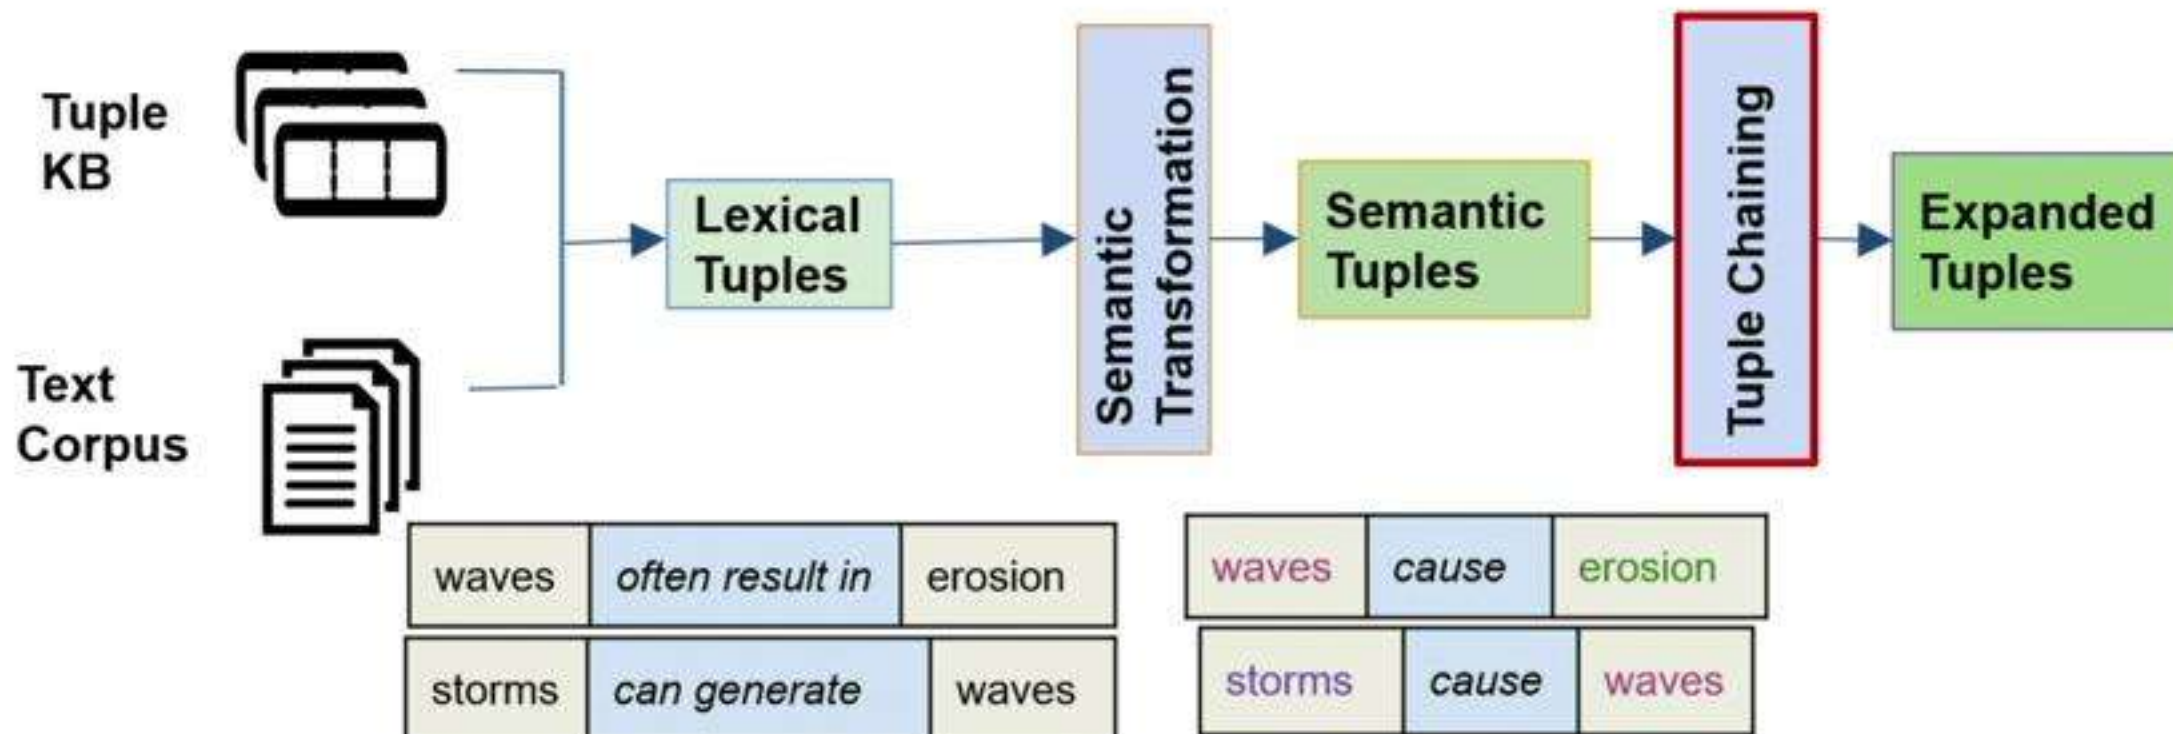 Tuple
KB
Text
Corpus
Lexical
Tuples
Semantic
Transformation
Semantic
Tuples
Tuple Chaining
Expanded
Tuples
waves often result in erosion
storms can generate waves
waves cause erosion
storms cause waves